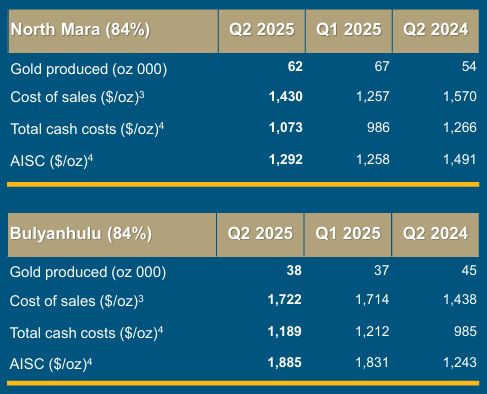 North Mara (84%) Q2 2025 Q1 2025 Q2 2024
Gold produced (oz 000) 62 67 54
Cost of sales ($/oz)³ 1,430 1,257 1,570
Total cash costs ($/oz)⁴ 1,073 986 1,266
AISC ($/oz)⁴ 1,292 1,258 1,491
Bulyanhulu (84%) Q2 2025 Q1 2025 Q2 2024
Gold produced (oz 000) 38 37 45
Cost of sales ($/oz)³ 1,722 1,714 1,438
Total cash costs ($/oz)⁴ 1,189 1,212 985
AISC ($/oz)⁴ 1,885 1,831 1,243